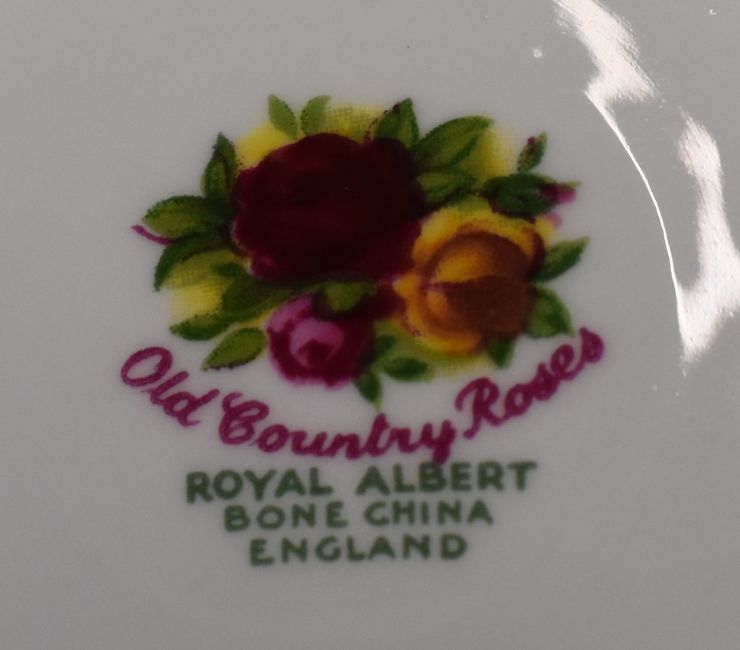 Old Country Roses
ROYAL ALBERT
BONE CHINA
ENGLAND